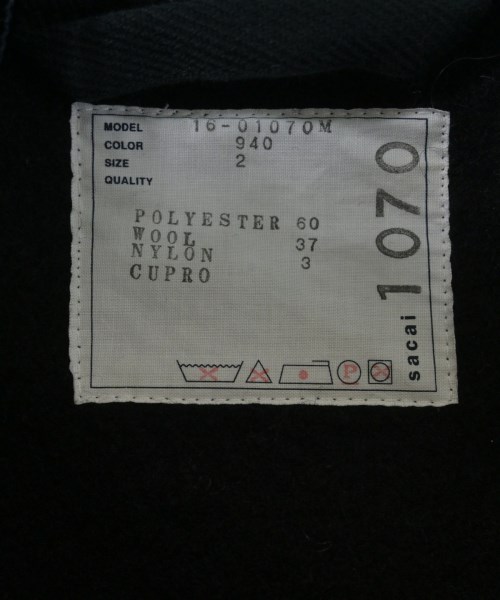 MODEL 16-01070M
COLOR 940
SIZE 2
QUALITY
POLYESTER 60
WOOL 37
NYLON 3
CUPRO
P
sacai 1070